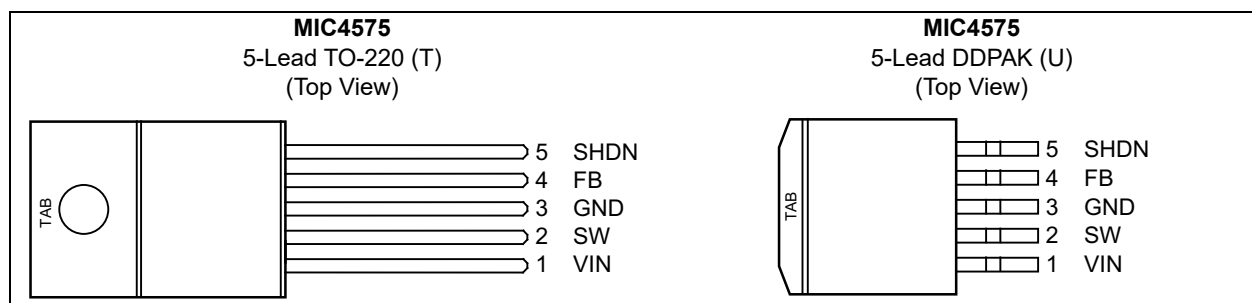 MIC4575
5-Lead TO-220 (T)
(Top View)
TAB
5 SHDN
4 FB
3 GND
2 SW
1 VIN
MIC4575
5-Lead DDPAK (U)
(Top View)
TAB
5 SHDN
4 FB
3 GND
2 SW
1 VIN